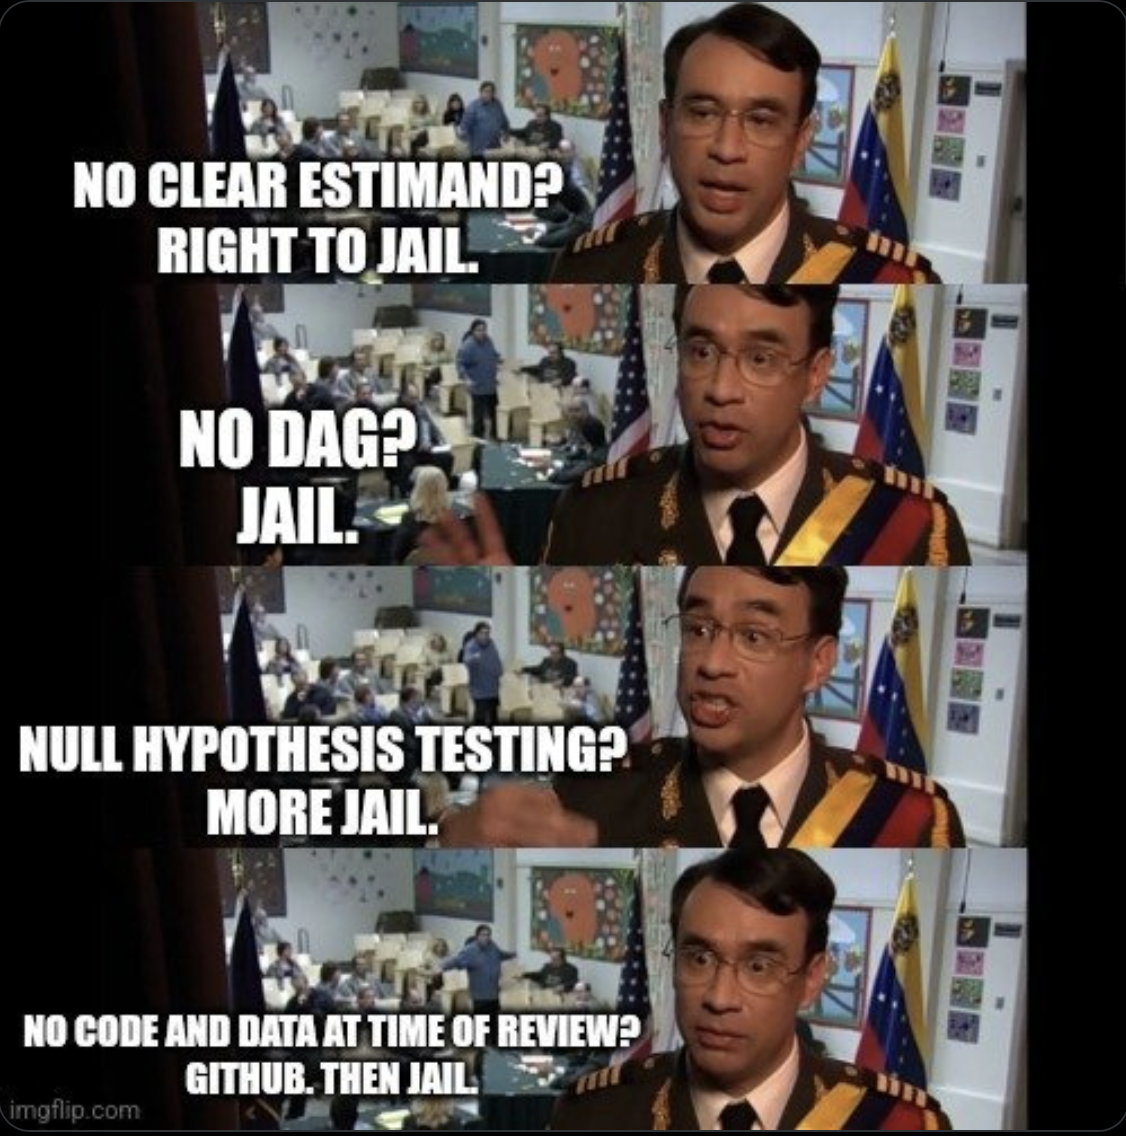 NO CLEAR ESTIMAND?
RIGHT TO JAIL.
NO DAG?
JAIL.
NULL HYPOTHESIS TESTING?
MORE JAIL.
NO CODE AND DATA AT TIME OF REVIEW?
GITHUB. THEN JAIL.
imgflip.com